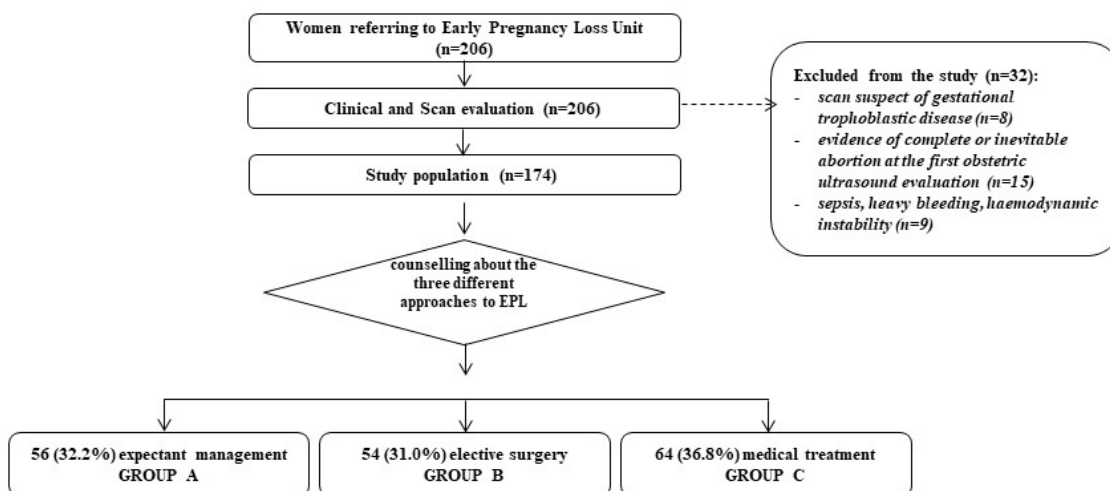 Women referring to Early Pregnancy Loss Unit
(n=206)
Clinical and Scan evaluation (n=206)
Excluded from the study (n=32):
- scan suspect of gestational
trophoblastic disease (n=8)
- evidence of complete or inevitable
abortion at the first obstetric
ultrasound evaluation (n=15)
- sepsis, heavy bleeding, haemodynamic
instability (n=9)
Study population (n=174)
counselling about the
three different
approaches to EPL
56 (32.2%) expectant management
GROUP A
54 (31.0%) elective surgery
GROUP B
64 (36.8%) medical treatment
GROUP C